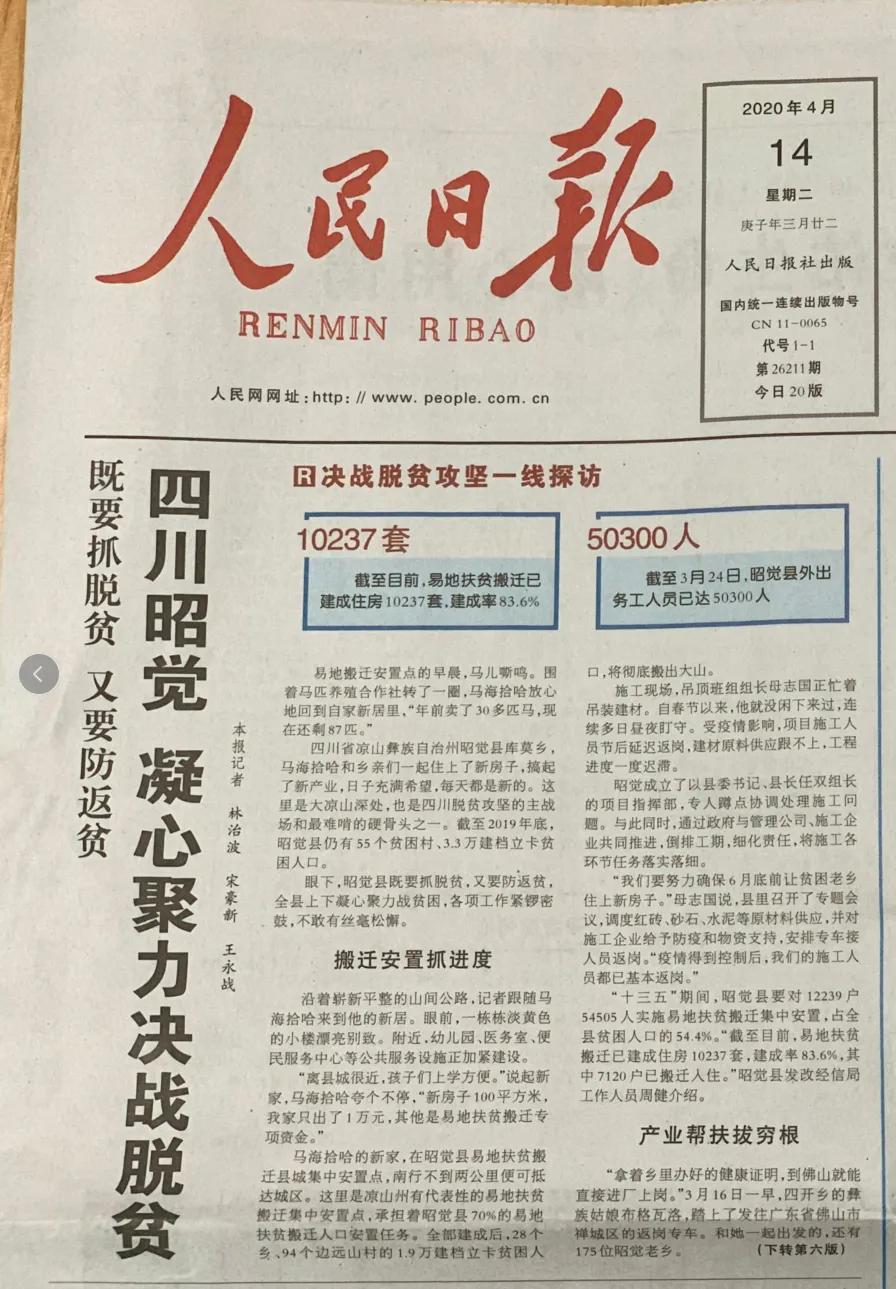 人民日报
RENMIN RIBAO
人民网网址:http: // www. people. com. cn
2020年4月
14
星期二
庚子年三月廿二
人民日报社出版
国内统一连续出版物号
CN 11-0065
代号1-1
第26211期
今日20版
既要抓脱贫 又要防返贫
四川昭觉 凝心聚力决战脱贫
本报记者 林治波 宋豪新 王永战
R决战脱贫攻坚一线探访
10237套
截至目前,易地扶贫搬迁已
建成住房10237套,建成率83.6%
50300人
截至3月24日,昭觉县外出
务工人员已达50300人
易地搬迁安置点的早晨,马儿嘶鸣。围
着马匹养殖合作社转了一圈,马海拾哈放心
地回到自家新居里,“年前卖了30多匹马,现
在还剩87匹。”
四川省凉山彝族自治州昭觉县库莫乡,
马海拾哈和乡亲们一起住上了新房子,搞起
了新产业,日子充满希望,每天都是新的。这
里是大凉山深处,也是四川脱贫攻坚的主战
场和最难啃的硬骨头之一。截至2019年底,
昭觉县仍有55个贫困村、3.3万建档立卡贫
困人口。
眼下,昭觉县既要抓脱贫,又要防返贫,
全县上下凝心聚力战贫困,各项工作紧锣密
鼓,不敢有丝毫松懈。
搬迁安置抓进度
沿着崭新平整的山间公路,记者跟随马
海拾哈来到他的新居。眼前,一栋栋淡黄色
的小楼漂亮别致。附近,幼儿园、医务室、便
民服务中心等公共服务设施正加紧建设。
“离县城很近,孩子们上学方便。”说起新
家,马海拾哈夸个不停,“新房子100平方米,
我家只出了1万元,其他是易地扶贫搬迁专
项资金。”
马海拾哈的新家,在昭觉县易地扶贫搬
迁县城集中安置点,南行不到两公里便可抵
达城区。这里是凉山州有代表性的易地扶贫
搬迁集中安置点,承担着昭觉县70%的易地
扶贫搬迁人口安置任务。全部建成后,28个
乡、94个边远山村的1.9万建档立卡贫困人
口,将彻底搬出大山。
施工现场,吊顶班组组长母志国正忙着
吊装建材。自春节以来,他就没闲下来过,连
续多日昼夜盯守。受疫情影响,项目施工人
员节后延迟返岗,建材原料供应跟不上,工程
进度一度迟滞。
昭觉成立了以县委书记、县长任双组长
的项目指挥部,专人蹲点协调处理施工问
题。与此同时,通过政府与管理公司、施工企
业共同推进,倒排工期,细化责任,将施工各
环节任务落实落细。
“我们要努力确保6月底前让贫困老乡
住上新房子。”母志国说,县里召开了专题会
议,调度红砖、砂石、水泥等原材料供应,并对
施工企业给予防疫和物资支持,安排专车接
人员返岗。“疫情得到控制后,我们的施工人
员都已基本返岗。”
“十三五”期间,昭觉县要对12239户
54505人实施易地扶贫搬迁集中安置,占全
县贫困人口的54.4%。“截至目前,易地扶贫
搬迁已建成住房10237套,建成率83.6%,其
中7120户已搬迁入住。”昭觉县发改经信局
工作人员周健介绍。
产业帮扶拔穷根
“拿着乡里办好的健康证明,到佛山就能
直接进厂上岗。”3月16日一早,四开乡的彝
族姑娘布格瓦洛,踏上了发往广东省佛山市
禅城区的返岗专车。和她一起出发的,还有
175位昭觉老乡。 (下转第六版)